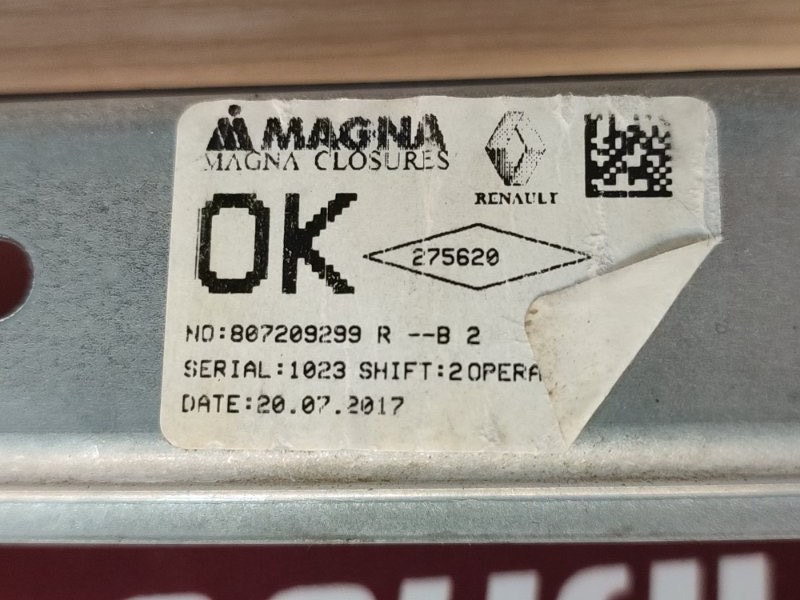 MAGNA
MAGNA CLOSURES
RENAULT
OK
275620
NO:807209299 R --B 2
SERIAL:1023 SHIFT:2OPERA
DATE:20.07.2017